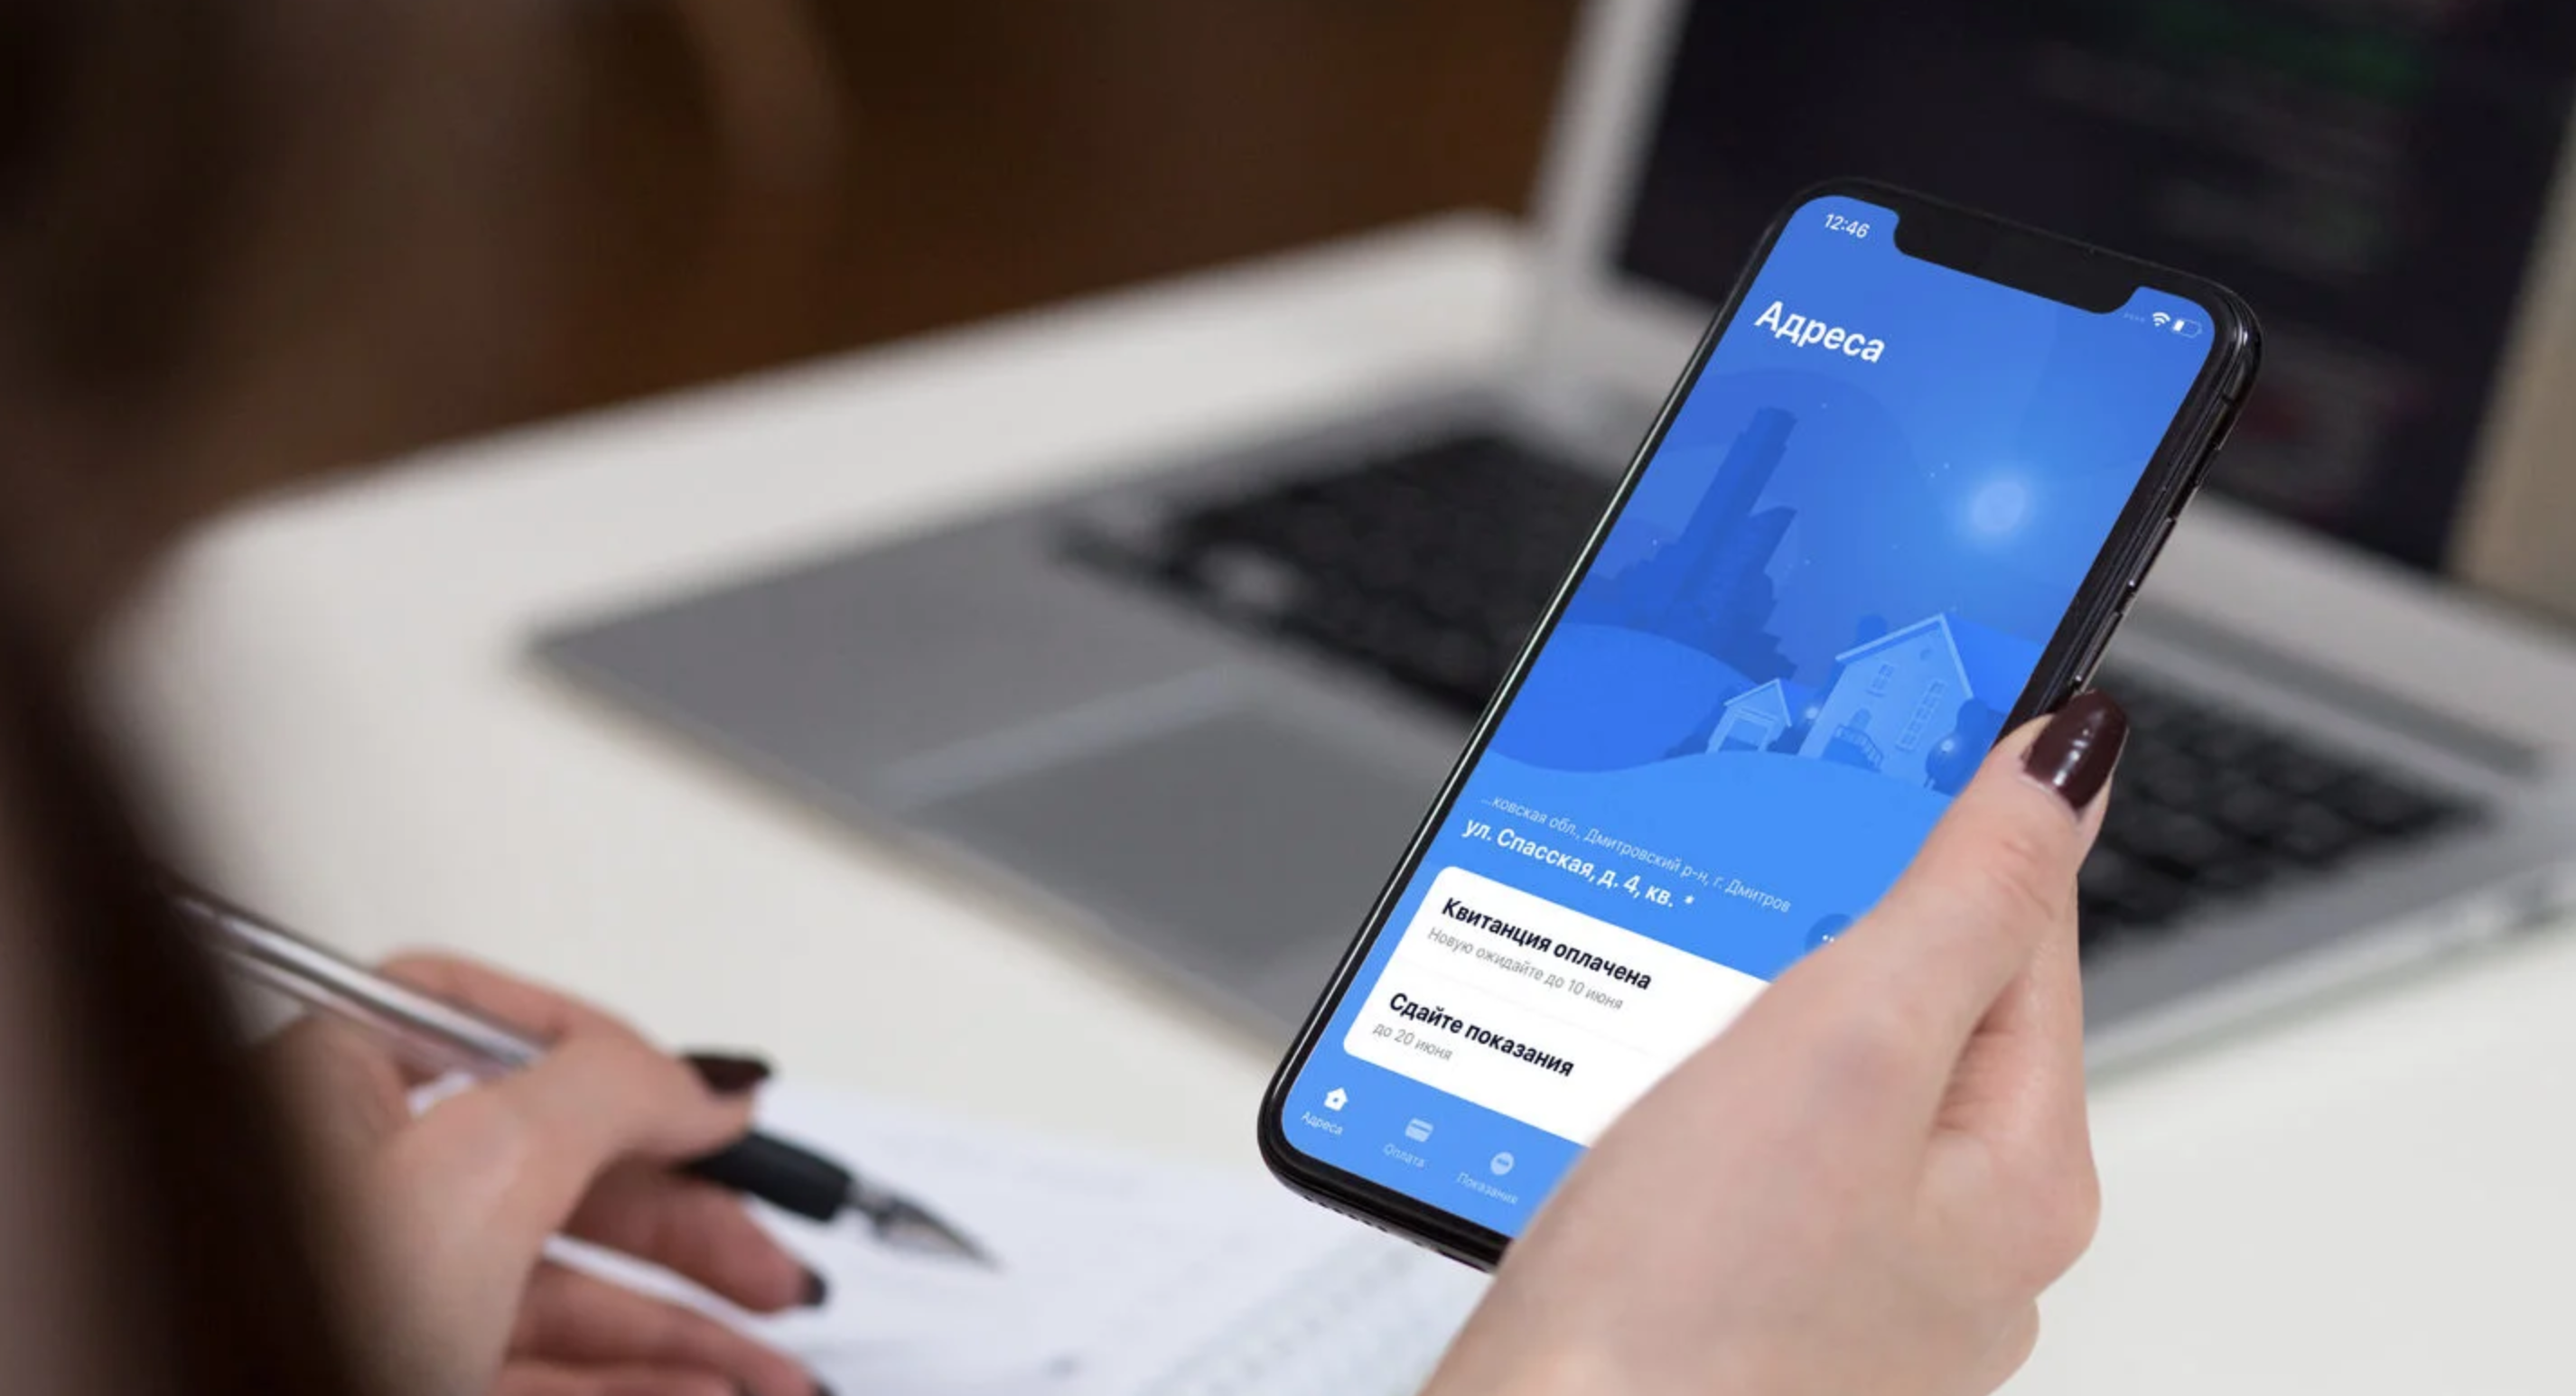 12:46
Адреса
...ковская обл., Дмитровский р-н, г. Дмитров
ул. Спасская, д. 4, кв. *
Квитанция оплачена
Новую ожидайте до 10 июня
Сдайте показания
до 20 июня
Адреса
Оплата
Показания